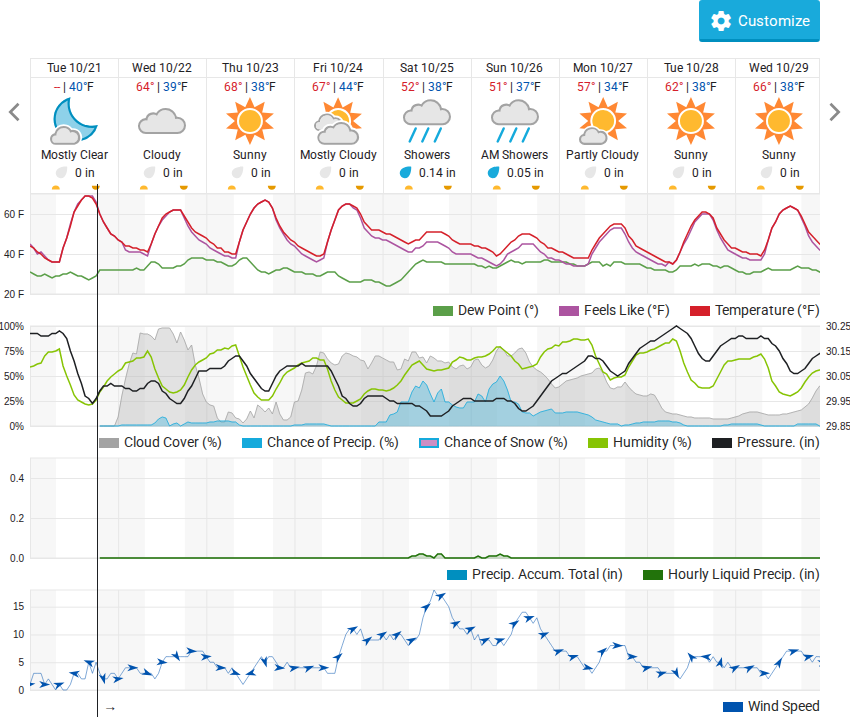 Customize
Tue 10/21 Wed 10/22 Thu 10/23 Fri 10/24 Sat 10/25 Sun 10/26 Mon 10/27 Tue 10/28 Wed 10/29
– | 40°F 64° | 39°F 68° | 38°F 67° | 44°F 52° | 38°F 51° | 37°F 57° | 34°F 62° | 38°F 66° | 38°F
Mostly Clear Cloudy Sunny Mostly Cloudy Showers AM Showers Partly Cloudy Sunny Sunny
0 in 0 in 0 in 0 in 0.14 in 0.05 in 0 in 0 in 0 in
60 F
40 F
20 F
Dew Point (°) Feels Like (°F) Temperature (°F)
100% 30.25
75% 30.15
50% 30.05
25% 29.95
0% 29.85
Cloud Cover (%) Chance of Precip. (%) Chance of Snow (%) Humidity (%) Pressure. (in)
0.4
0.2
0.0
Precip. Accum. Total (in) Hourly Liquid Precip. (in)
15
10
5
0
→ Wind Speed